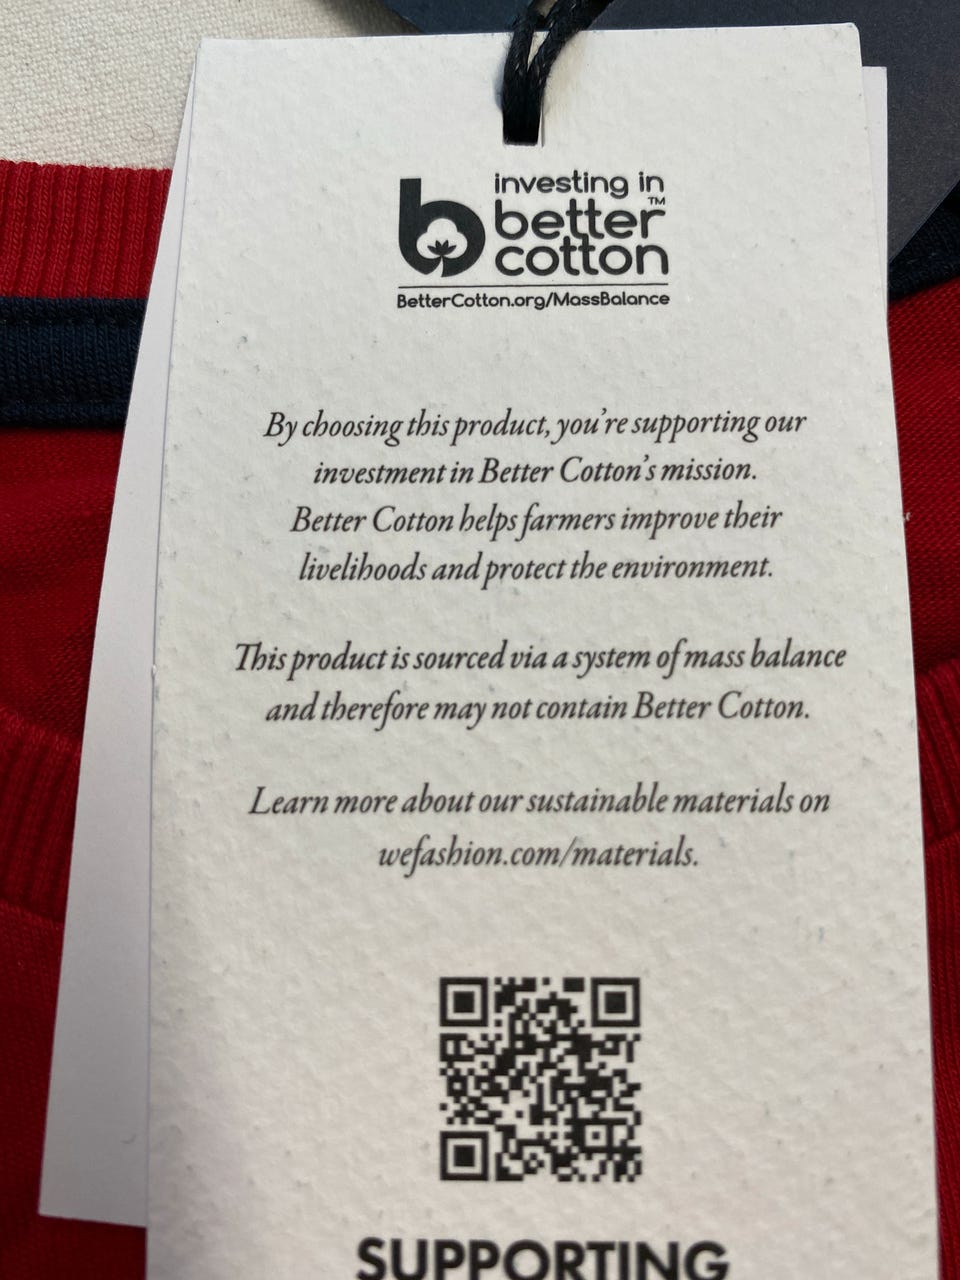 investing in
better™
cotton
BetterCotton.org/MassBalance
By choosing this product, you're supporting our
investment in Better Cotton's mission.
Better Cotton helps farmers improve their
livelihoods and protect the environment.
This product is sourced via a system of mass balance
and therefore may not contain Better Cotton.
Learn more about our sustainable materials on
wefashion.com/materials.
SUPPORTING